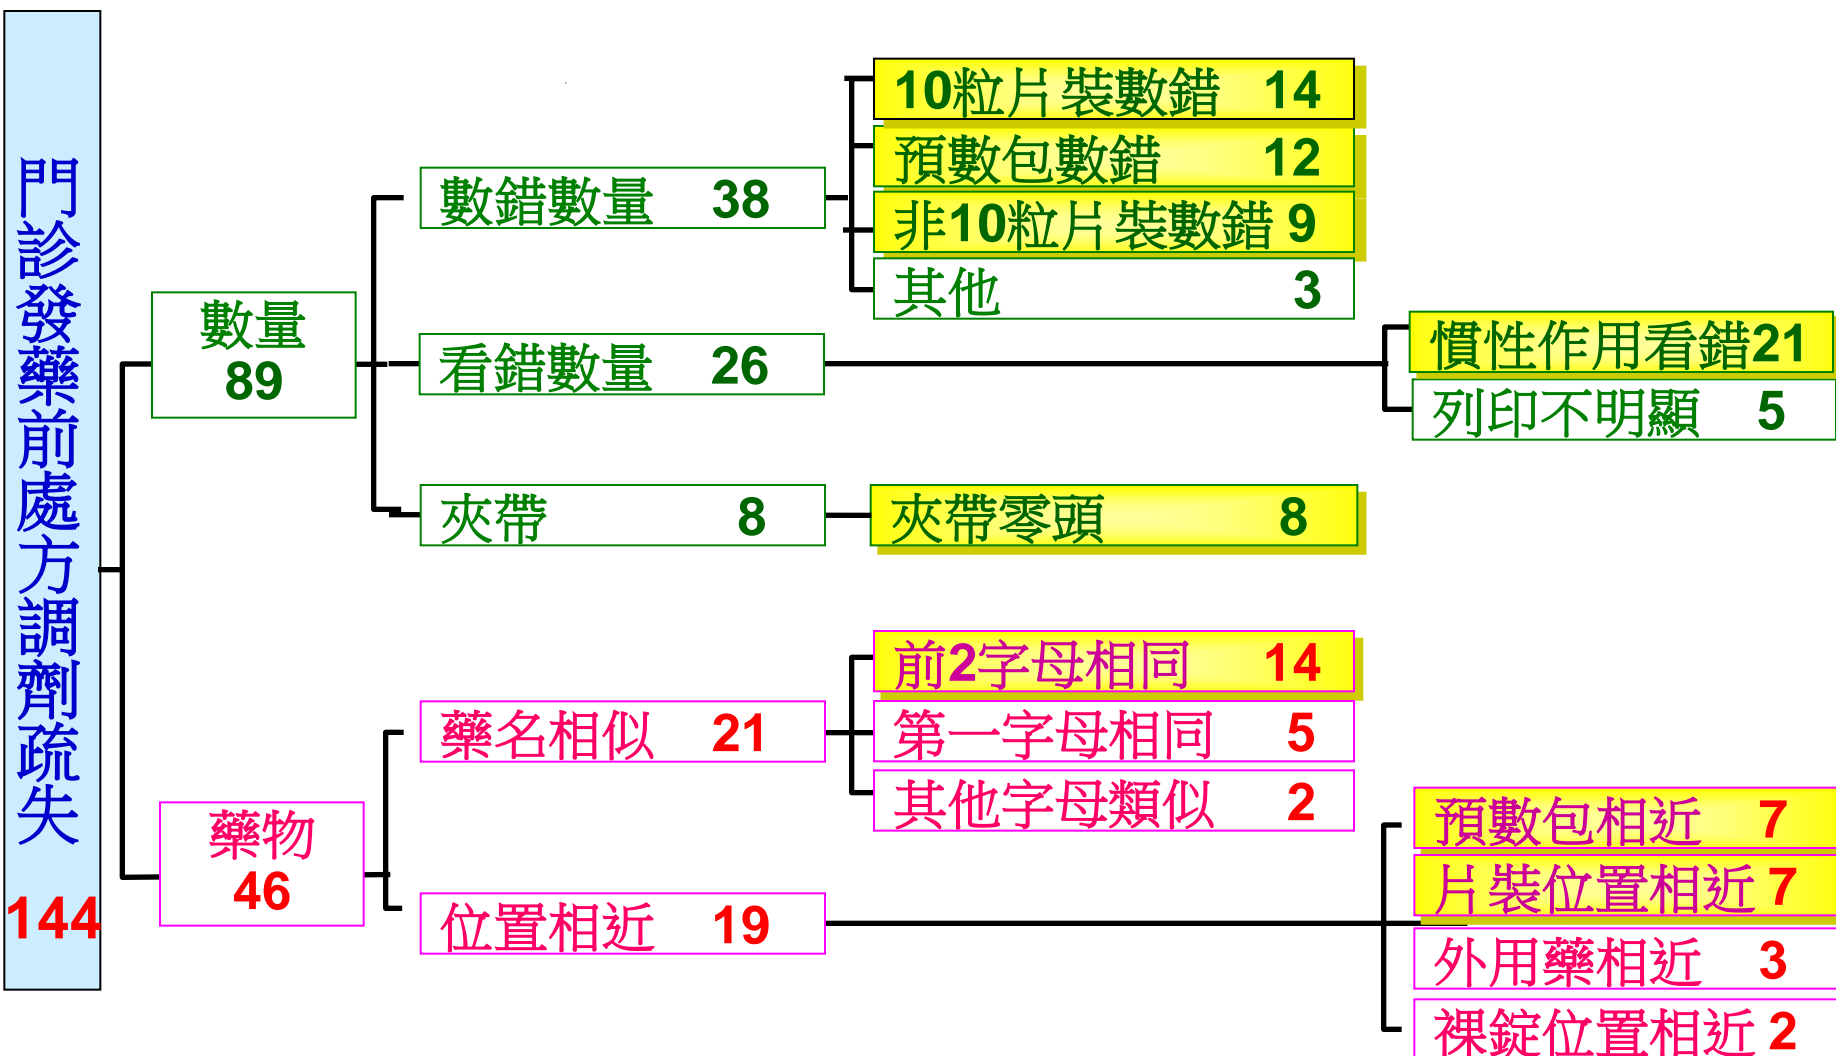 門診發藥前處方調劑疏失
144
數量
89
數錯數量 38
10粒片裝數錯 14
預數包數錯 12
非10粒片裝數錯 9
其他 3
看錯數量 26
慣性作用看錯21
列印不明顯 5
夾帶 8
夾帶零頭 8
藥物
46
藥名相似 21
前2字母相同 14
第一字母相同 5
其他字母類似 2
位置相近 19
預數包相近 7
片裝位置相近 7
外用藥相近 3
裸錠位置相近 2